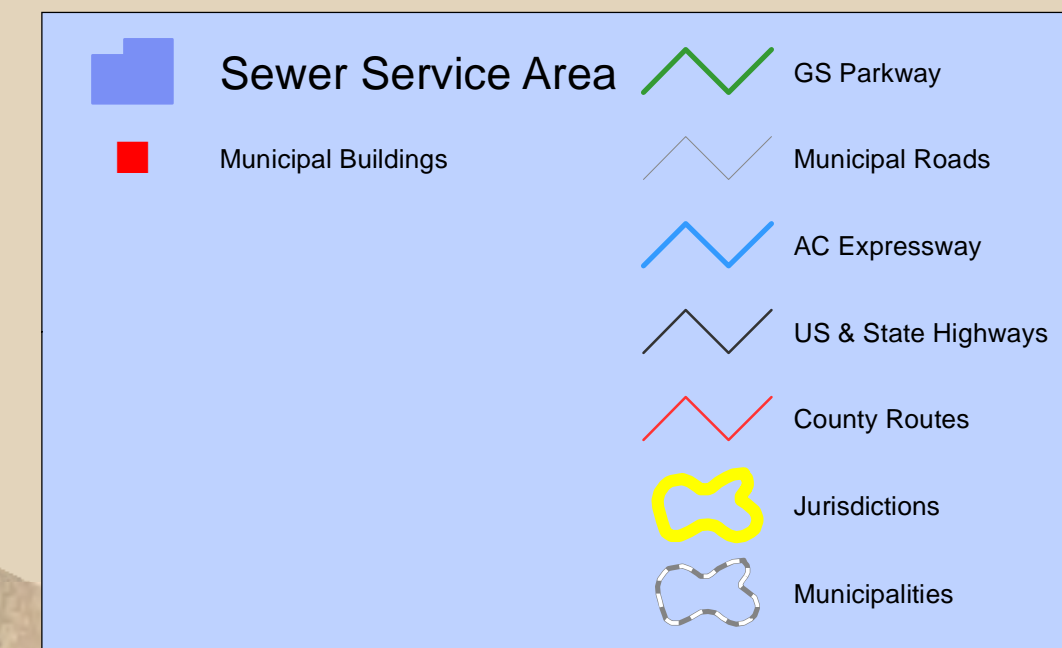 Sewer Service Area
Municipal Buildings
GS Parkway
Municipal Roads
AC Expressway
US & State Highways
County Routes
Jurisdictions
Municipalities